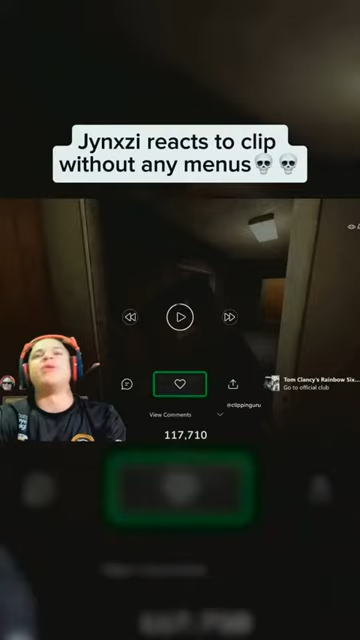 Jynxzi reacts to clip
without any menus💀💀
Tom Clancy's Rainbow Six...
Go to official club
@clippinguru
View Comments
117,710